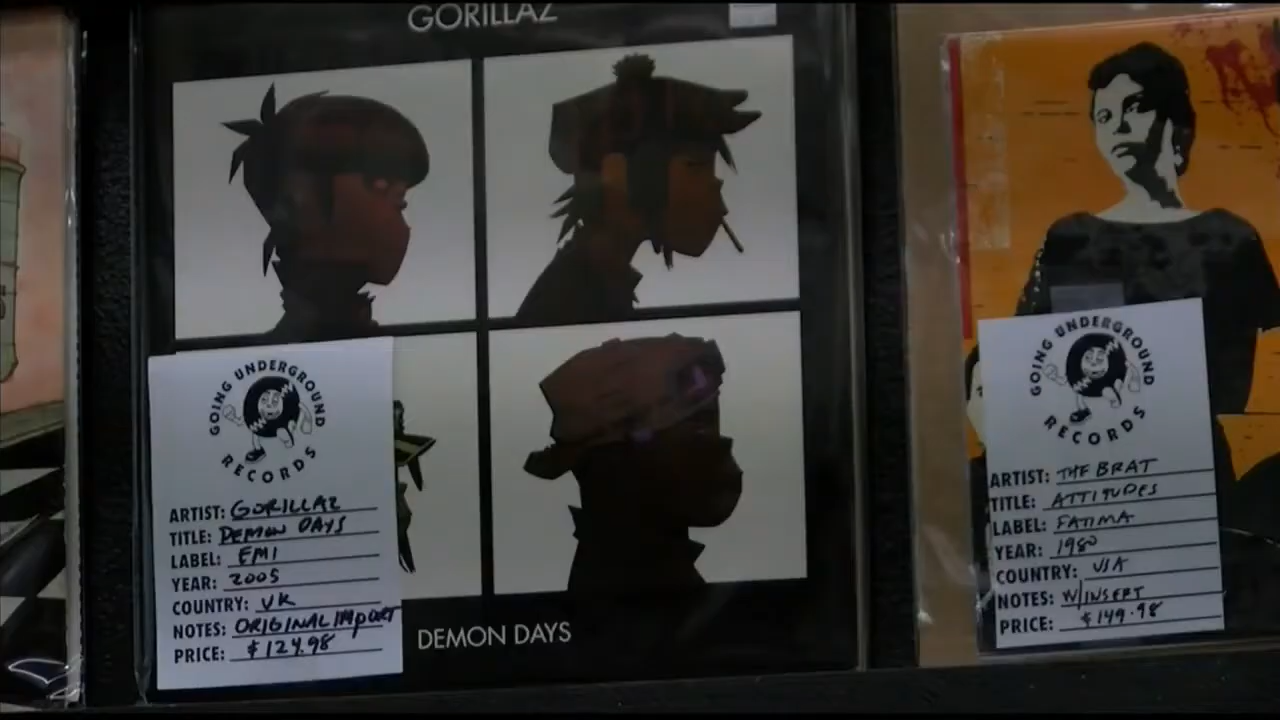 GORILLAZ
GOING UNDERGROUND
RECORDS
ARTIST: GORILLAZ
TITLE: DEMON DAYS
LABEL: EMI
YEAR: 2005
COUNTRY: UK
NOTES: ORIGINAL IMPORT
PRICE: $124.98
DEMON DAYS
GOING UNDERGROUND
RECORDS
ARTIST: THE BRAT
TITLE: ATTITUDES
LABEL: FATIMA
YEAR: 1980
COUNTRY: USA
NOTES: W/INSERT
PRICE: $149.98